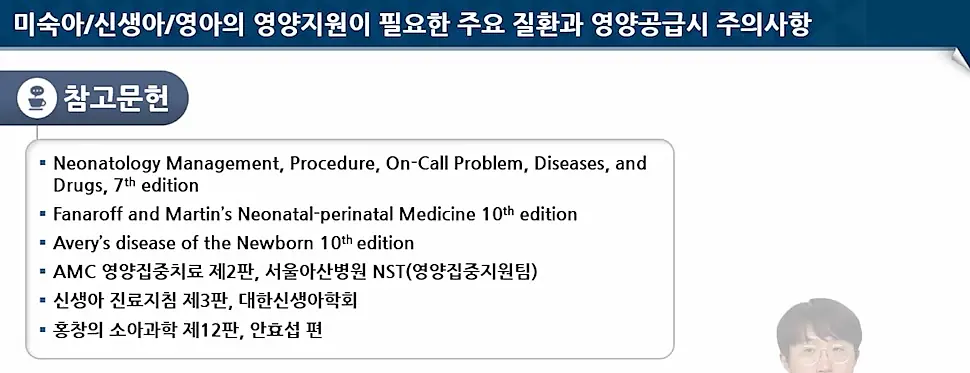 미숙아/신생아/영아의 영양지원이 필요한 주요 질환과 영양공급시 주의사항
참고문헌
▪ Neonatology Management, Procedure, On-Call Problem, Diseases, and
Drugs, 7th edition
▪ Fanaroff and Martin’s Neonatal-perinatal Medicine 10th edition
▪ Avery’s disease of the Newborn 10th edition
▪ AMC 영양집중치료 제2판, 서울아산병원 NST(영양집중지원팀)
▪ 신생아 진료지침 제3판, 대한신생아학회
▪ 홍창의 소아과학 제12판, 안효섭 편